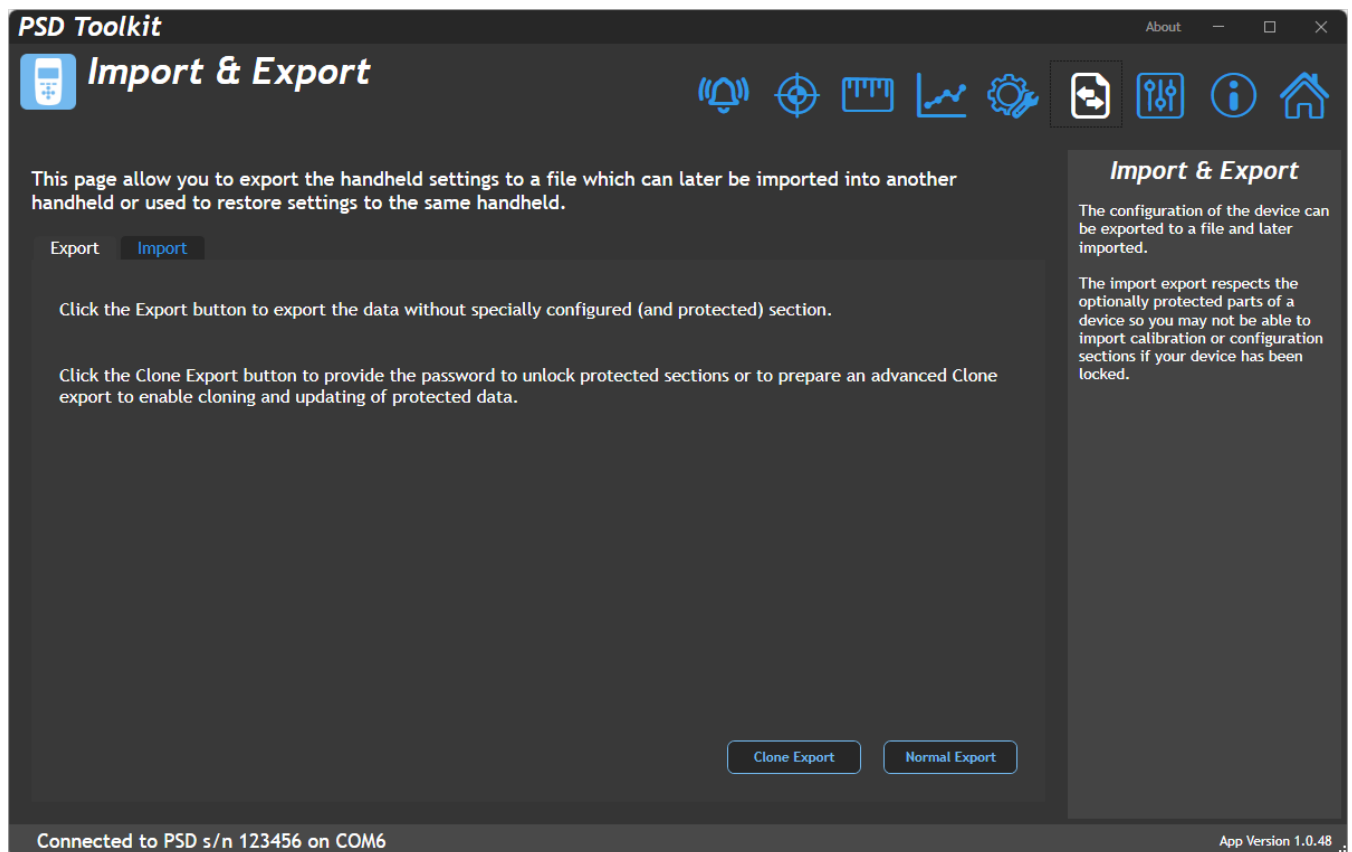 PSD Toolkit
About
Import & Export
This page allow you to export the handheld settings to a file which can later be imported into another
handheld or used to restore settings to the same handheld.
Export
Import
Click the Export button to export the data without specially configured (and protected) section.
Click the Clone Export button to provide the password to unlock protected sections or to prepare an advanced Clone
export to enable cloning and updating of protected data.
Clone Export
Normal Export
Import & Export
The configuration of the device can
be exported to a file and later
imported.
The import export respects the
optionally protected parts of a
device so you may not be able to
import calibration or configuration
sections if your device has been
locked.
Connected to PSD s/n 123456 on COM6
App Version 1.0.48